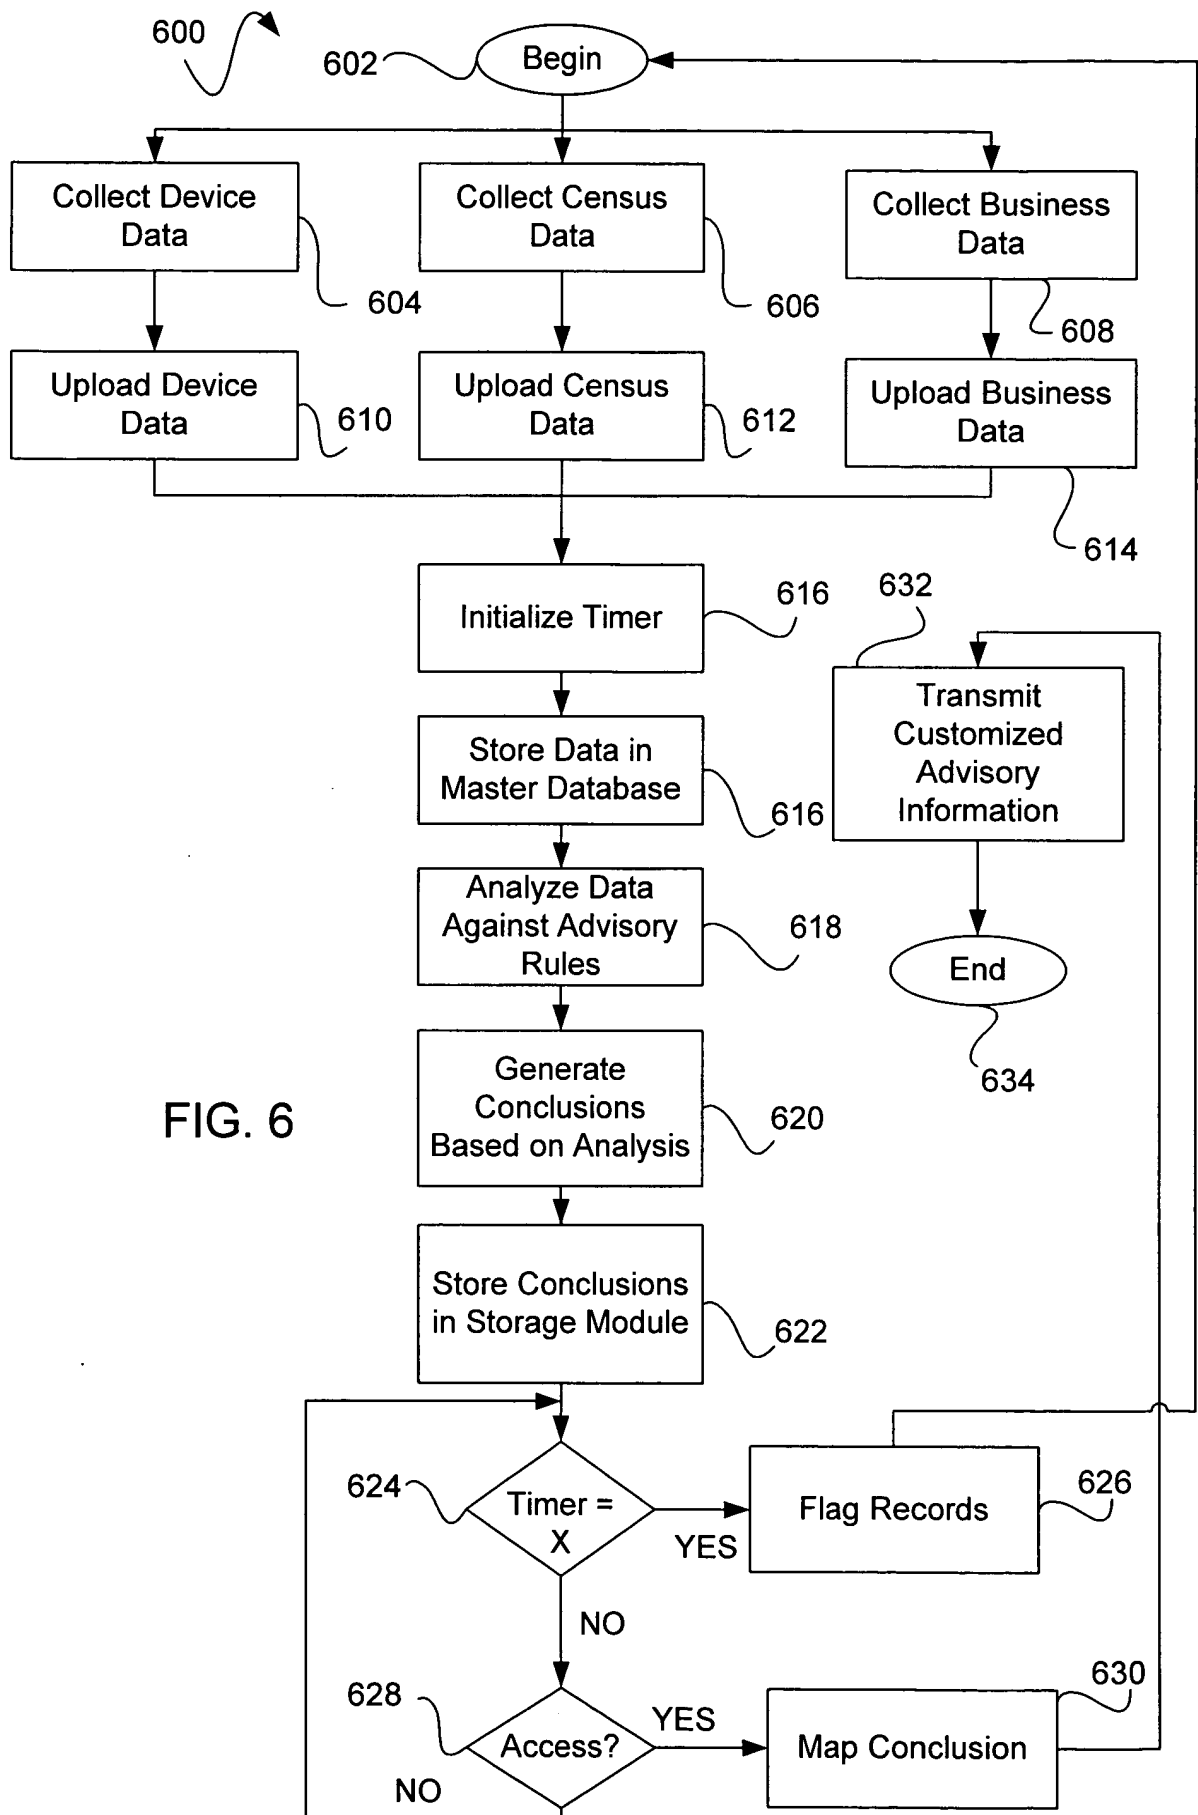 600
602
Begin
Collect Device
Data
604
Collect Census
Data
606
Collect Business
Data
608
Upload Device
Data
610
Upload Census
Data
612
Upload Business
Data
614
Initialize Timer
616
Store Data in
Master Database
616
Analyze Data
Against Advisory
Rules
618
Generate
Conclusions
Based on Analysis
620
Store Conclusions
in Storage Module
622
624
Timer =
X
YES
Flag Records
626
NO
628
Access?
YES
NO
Map Conclusion
630
632
Transmit
Customized
Advisory
Information
End
634
FIG. 6